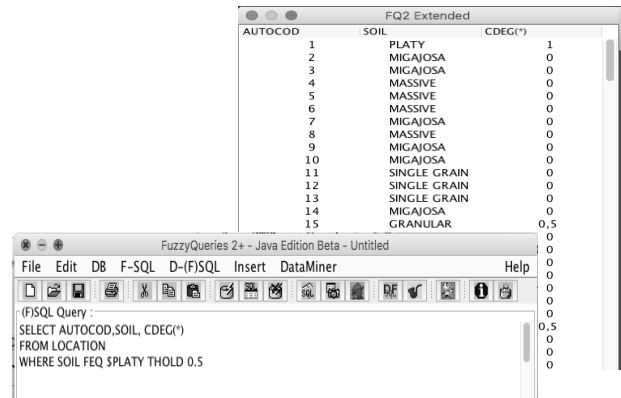 FQ2 Extended
AUTOCOD SOIL CDEG(*)
1 PLATY 1
2 MIGAJOSA 0
3 MIGAJOSA 0
4 MASSIVE 0
5 MASSIVE 0
6 MASSIVE 0
7 MIGAJOSA 0
8 MASSIVE 0
9 MIGAJOSA 0
10 MIGAJOSA 0
11 SINGLE GRAIN 0
12 SINGLE GRAIN 0
13 SINGLE GRAIN 0
14 MIGAJOSA 0
15 GRANULAR 0,5
0
0
0
0
0
0
0
0,5
0
0
0
FuzzyQueries 2+ - Java Edition Beta - Untitled
File Edit DB F-SQL D-(F)SQL Insert DataMiner Help
(F)SQL Query :
SELECT AUTOCOD,SOIL, CDEG(*)
FROM LOCATION
WHERE SOIL FEQ $PLATY THOLD 0.5